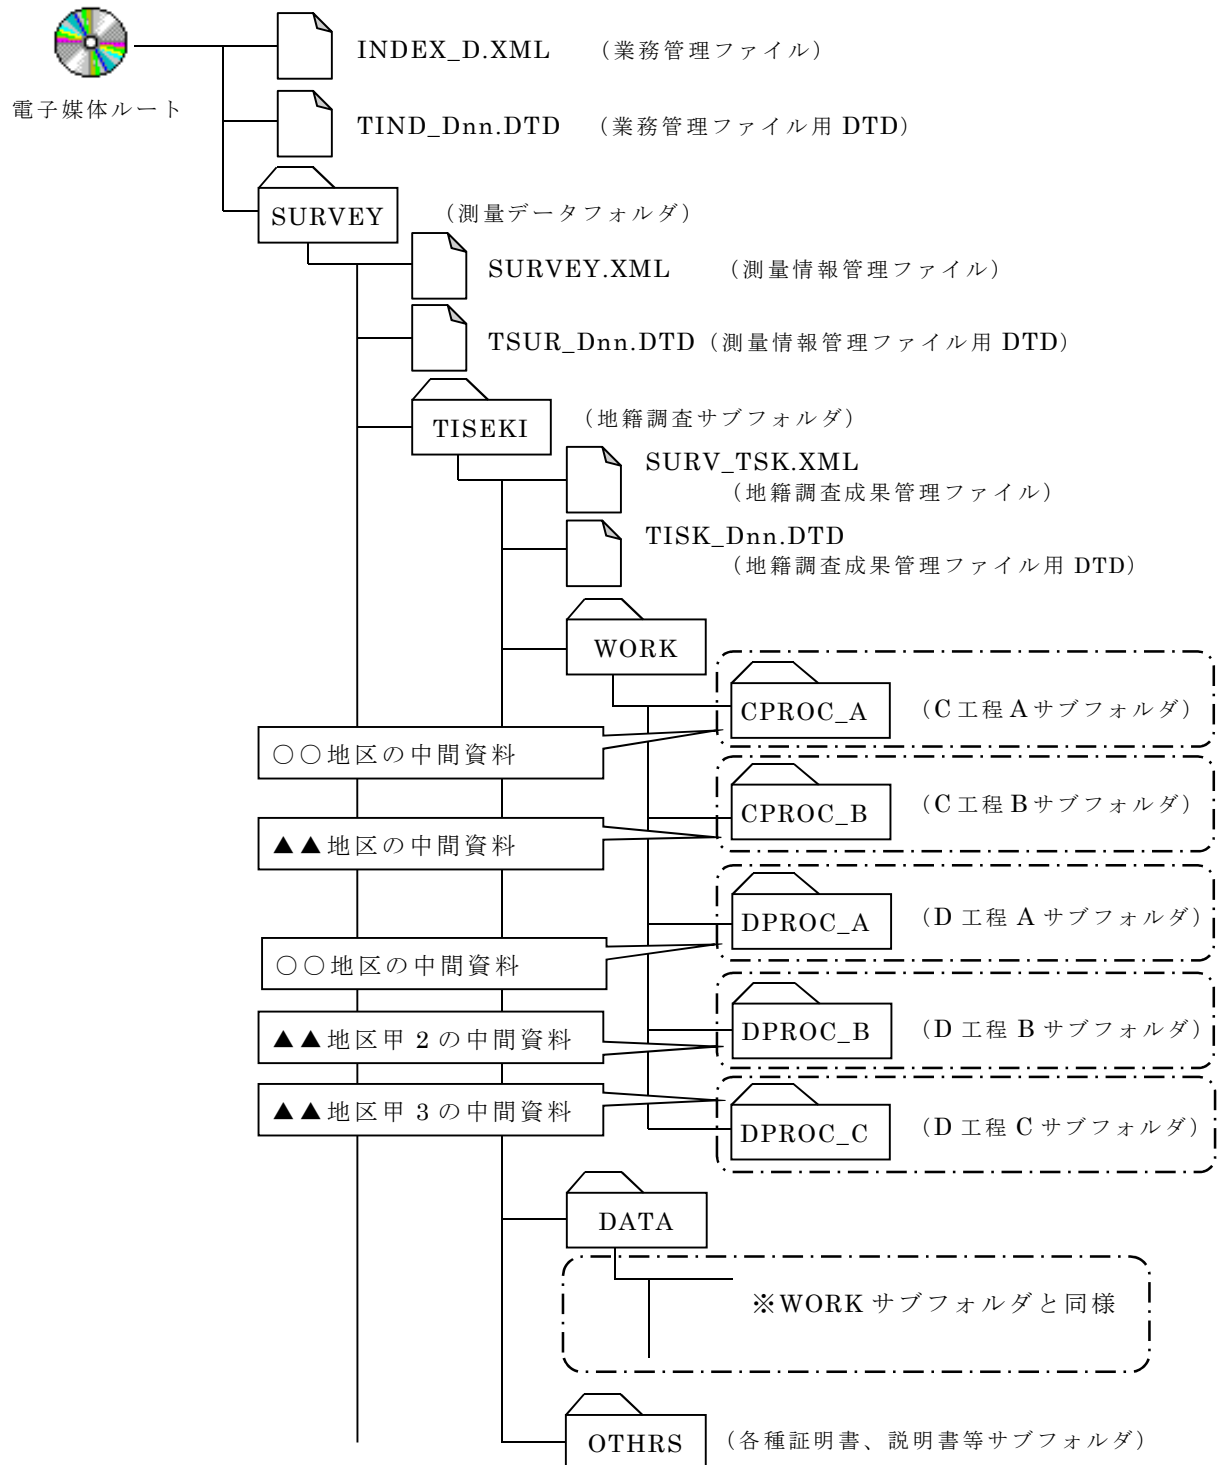 INDEX_D.XML （業務管理ファイル）
電子媒体ルート
TIND_Dnn.DTD （業務管理ファイル用 DTD）
SURVEY （測量データフォルダ）
SURVEY.XML （測量情報管理ファイル）
TSUR_Dnn.DTD（測量情報管理ファイル用 DTD）
TISEKI （地籍調査サブフォルダ）
SURV_TSK.XML
（地籍調査成果管理ファイル）
TISK_Dnn.DTD
（地籍調査成果管理ファイル用 DTD）
WORK
CPROC_A （C工程Aサブフォルダ）
○○地区の中間資料
CPROC_B （C工程Bサブフォルダ）
▲▲地区の中間資料
DPROC_A （D 工程 A サブフォルダ）
○○地区の中間資料
DPROC_B （D 工程 B サブフォルダ）
▲▲地区甲 2 の中間資料
▲▲地区甲 3 の中間資料
DPROC_C （D 工程 C サブフォルダ）
DATA
※WORK サブフォルダと同様
OTHRS （各種証明書、説明書等サブフォルダ）